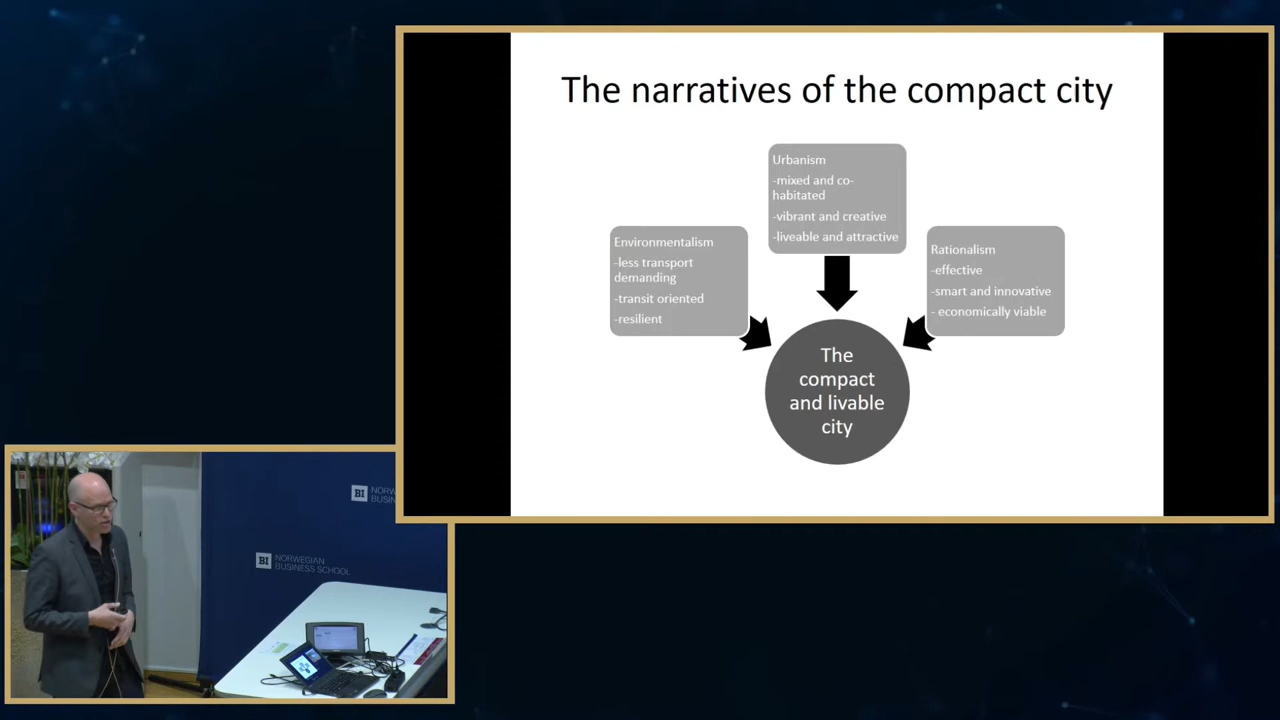 The narratives of the compact city
Urbanism
-mixed and co-
habitated
-vibrant and creative
-liveable and attractive
Environmentalism
-less transport
demanding
-transit oriented
-resilient
Rationalism
-effective
-smart and innovative
- economically viable
The
compact
and livable
city
BI
BI
NORWEGIAN
BUSINESS SCHOOL